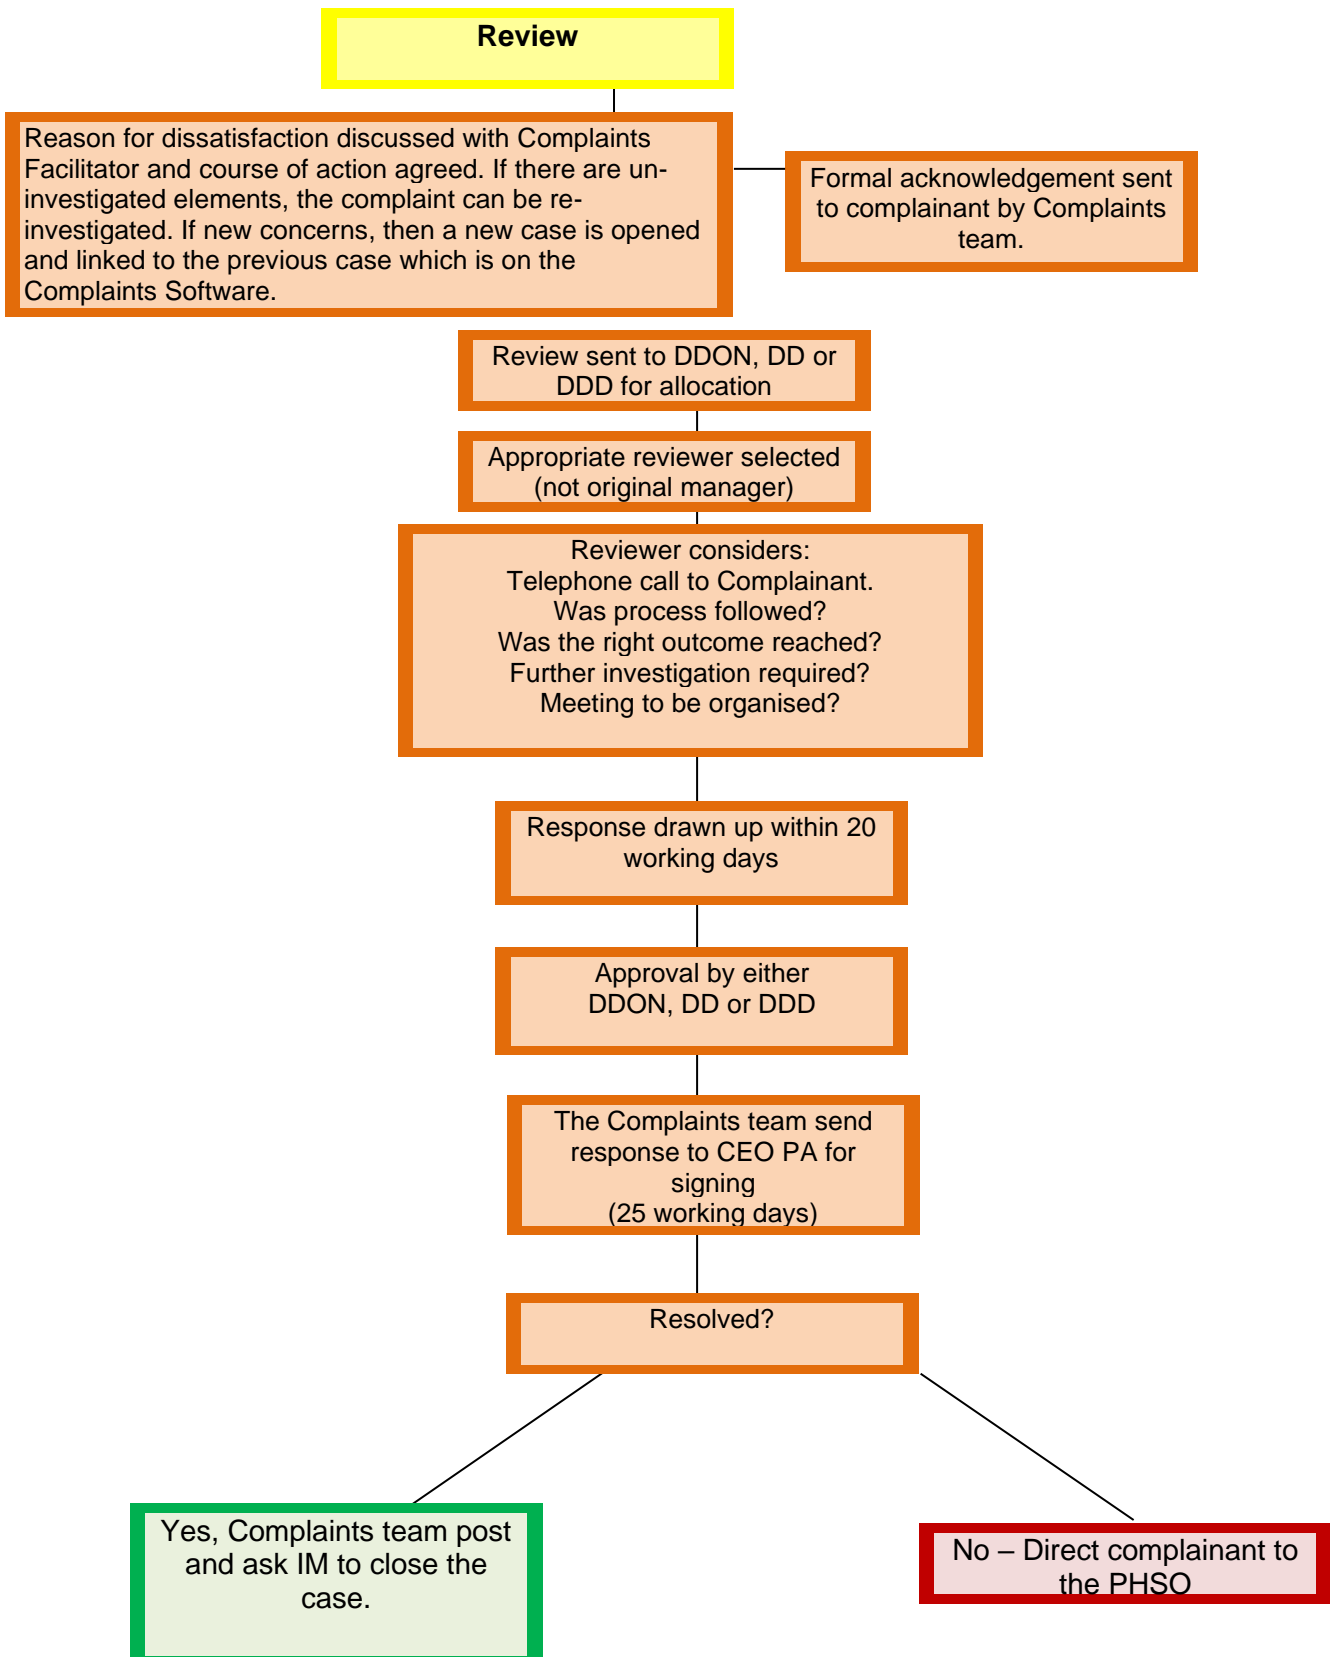 Review
Reason for dissatisfaction discussed with Complaints
Facilitator and course of action agreed. If there are un-
investigated elements, the complaint can be re-
investigated. If new concerns, then a new case is opened
and linked to the previous case which is on the
Complaints Software.
Formal acknowledgement sent
to complainant by Complaints
team.
Review sent to DDON, DD or
DDD for allocation
Appropriate reviewer selected
(not original manager)
Reviewer considers:
Telephone call to Complainant.
Was process followed?
Was the right outcome reached?
Further investigation required?
Meeting to be organised?
Response drawn up within 20
working days
Approval by either
DDON, DD or DDD
The Complaints team send
response to CEO PA for
signing
(25 working days)
Resolved?
Yes, Complaints team post
and ask IM to close the
case.
No – Direct complainant to
the PHSO